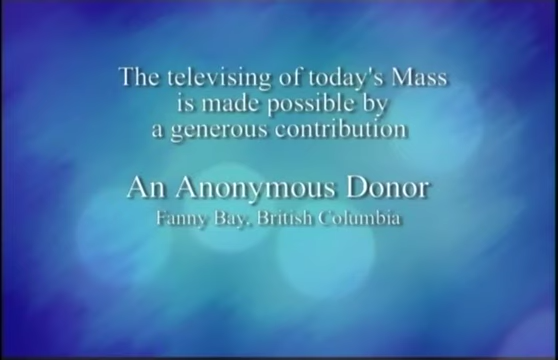 The televising of today's Mass
is made possible by
a generous contribution
An Anonymous Donor
Fanny Bay, British Columbia